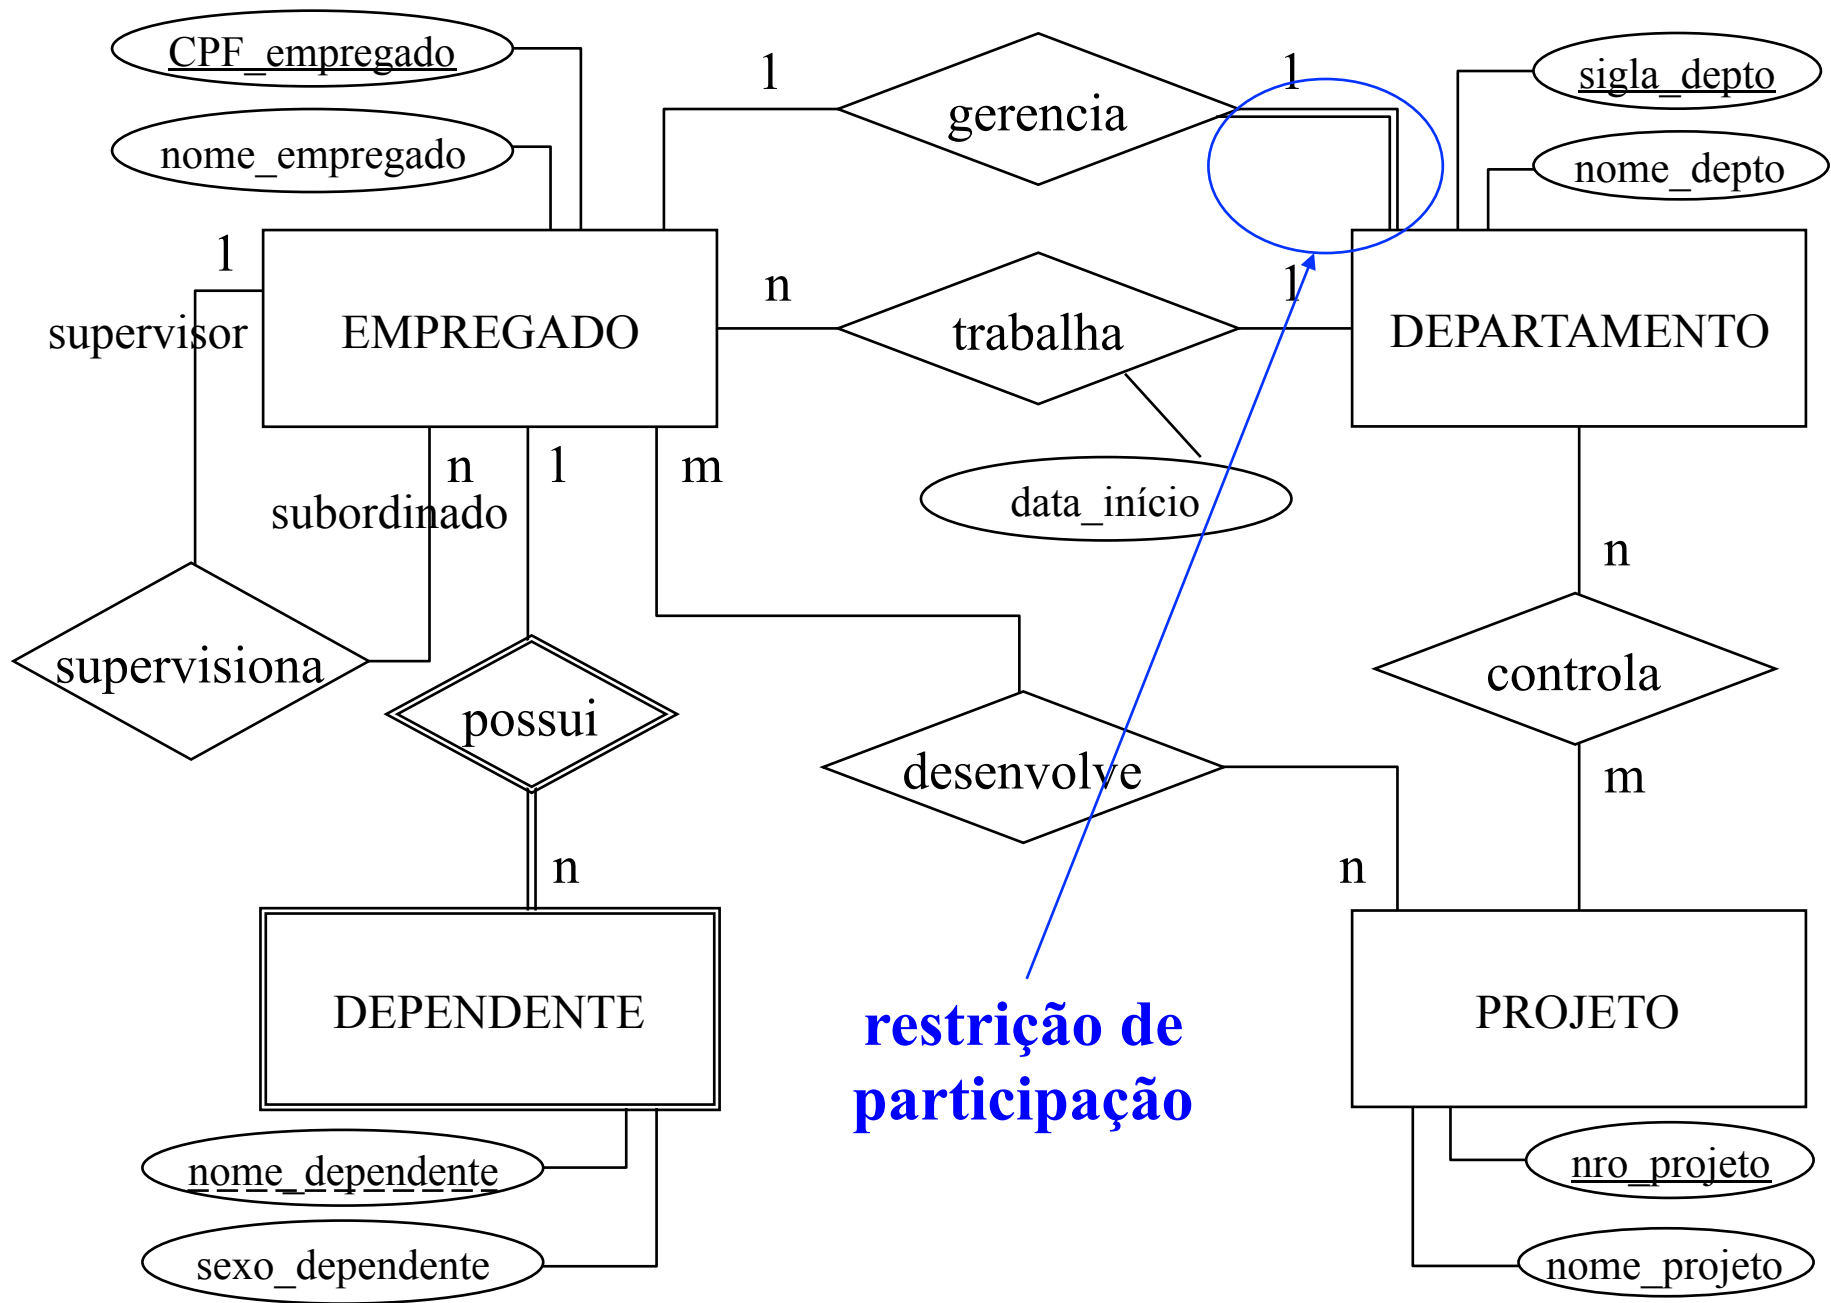 CPF_empregado
1
gerencia
1
sigla_depto
nome_empregado
nome_depto
1
supervisor
EMPREGADO
n
trabalha
1
DEPARTAMENTO
n
subordinado
1
m
data_início
n
supervisiona
possui
desenvolve
controla
m
n
n
DEPENDENTE
restrição de
participação
PROJETO
nome_dependente
sexo_dependente
nro_projeto
nome_projeto